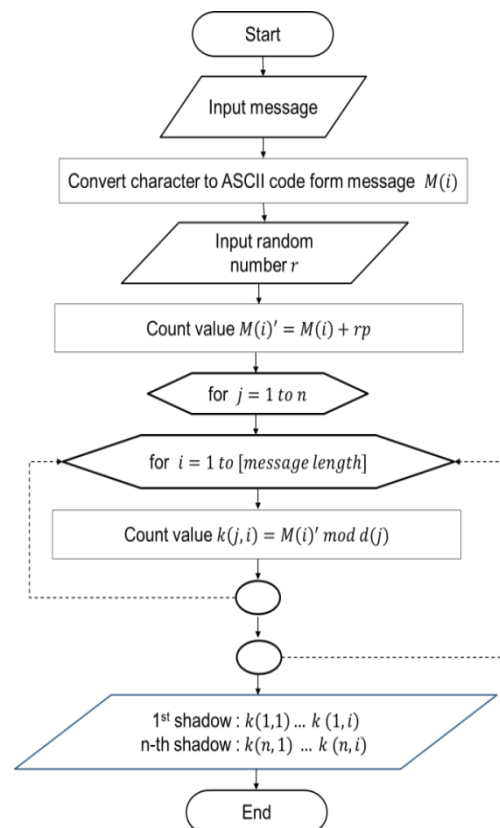 Start
Input message
Convert character to ASCII code form message M(i)
Input random
number r
Count value M(i)′ = M(i) + rp
for j = 1 to n
for i = 1 to [message length]
Count value k(j, i) = M(i)′ mod d(j)
1st shadow : k(1,1) ... k (1, i)
n-th shadow : k(n, 1) ... k (n, i)
End